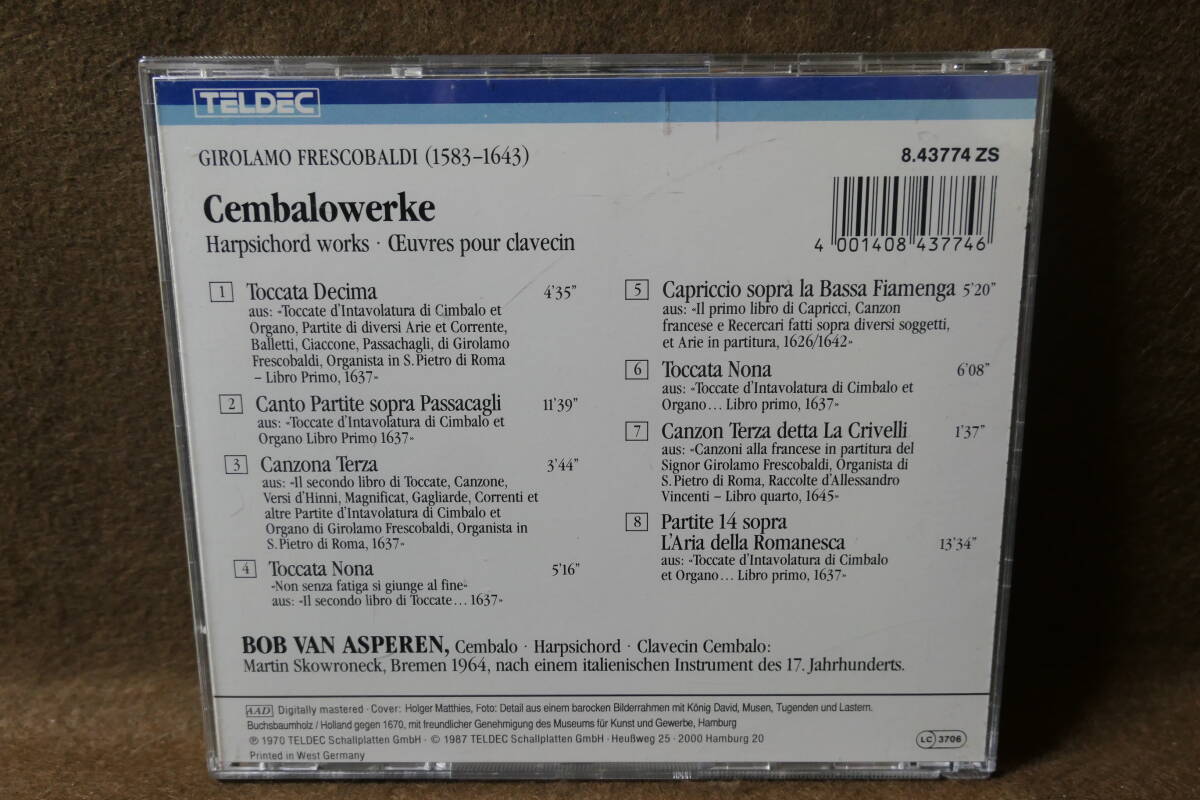 TELDEC
GIROLAMO FRESCOBALDI (1583–1643)
8.43774 ZS
Cembalowerke
Harpsichord works · Œuvres pour clavecin
4 001408 437746
1 Toccata Decima 4'35"
aus: «Toccate d'Intavolatura di Cimbalo et
Organo, Partite di diversi Arie et Corrente,
Balletti, Ciaccone, Passachagli, di Girolamo
Frescobaldi, Organista in S. Pietro di Roma
– Libro Primo, 1637»
2 Canto Partite sopra Passacagli 11'39"
aus: «Toccate d'Intavolatura di Cimbalo et
Organo Libro Primo 1637»
3 Canzona Terza 3'44"
aus: «Il secondo libro di Toccate, Canzone,
Versi d'Hinni, Magnificat, Gagliarde, Correnti et
altre Partite d'Intavolatura di Cimbalo et
Organo di Girolamo Frescobaldi, Organista in
S. Pietro di Roma, 1637»
4 Toccata Nona 5'16"
«Non senza fatiga si giunge al fine»
aus: «Il secondo libro di Toccate... 1637»
5 Capriccio sopra la Bassa Fiamenga 5'20"
aus: «Il primo libro di Capricci, Canzon
francese e Recercari fatti sopra diversi soggetti,
et Arie in partitura, 1626/1642»
6 Toccata Nona 6'08"
aus: «Toccate d'Intavolatura di Cimbalo et
Organo... Libro primo, 1637»
7 Canzon Terza detta La Crivelli 1'37"
aus: «Canzoni alla francese in partitura del
Signor Girolamo Frescobaldi, Organista di
S. Pietro di Roma, Raccolte d'Allessandro
Vincenti – Libro quarto, 1645»
8 Partite 14 sopra
L'Aria della Romanesca 13'34"
aus: «Toccate d'Intavolatura di Cimbalo
et Organo... Libro primo, 1637»
BOB VAN ASPEREN, Cembalo · Harpsichord · Clavecin Cembalo:
Martin Skowroneck, Bremen 1964, nach einem italienischen Instrument des 17. Jahrhunderts.
AAD Digitally mastered · Cover: Holger Matthies, Foto: Detail aus einem barocken Bilderrahmen mit König David, Musen, Tugenden und Lastern.
Buchsbaumholz / Holland gegen 1670, mit freundlicher Genehmigung des Museums für Kunst und Gewerbe, Hamburg
℗ 1970 TELDEC Schallplatten GmbH · © 1987 TELDEC Schallplatten GmbH · Heußweg 25 · 2000 Hamburg 20
LC 3706
Printed in West Germany